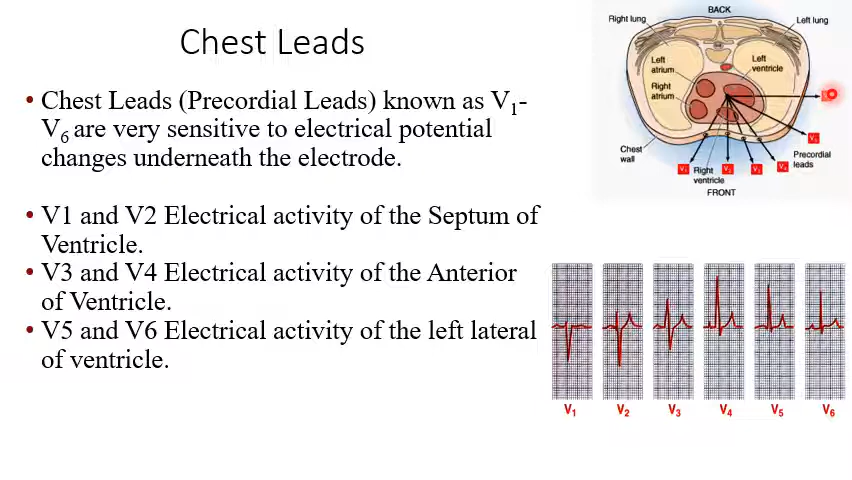 Chest Leads
• Chest Leads (Precordial Leads) known as V1-
V6 are very sensitive to electrical potential
changes underneath the electrode.
• V1 and V2 Electrical activity of the Septum of
Ventricle.
• V3 and V4 Electrical activity of the Anterior
of Ventricle.
• V5 and V6 Electrical activity of the left lateral
of ventricle.
BACK
Right lung
Left lung
Left
atrium
Left
ventricle
Right
atrium
Chest
wall
Right
ventricle
Precordial
leads
FRONT
V1
V2
V3
V4
V5
V6